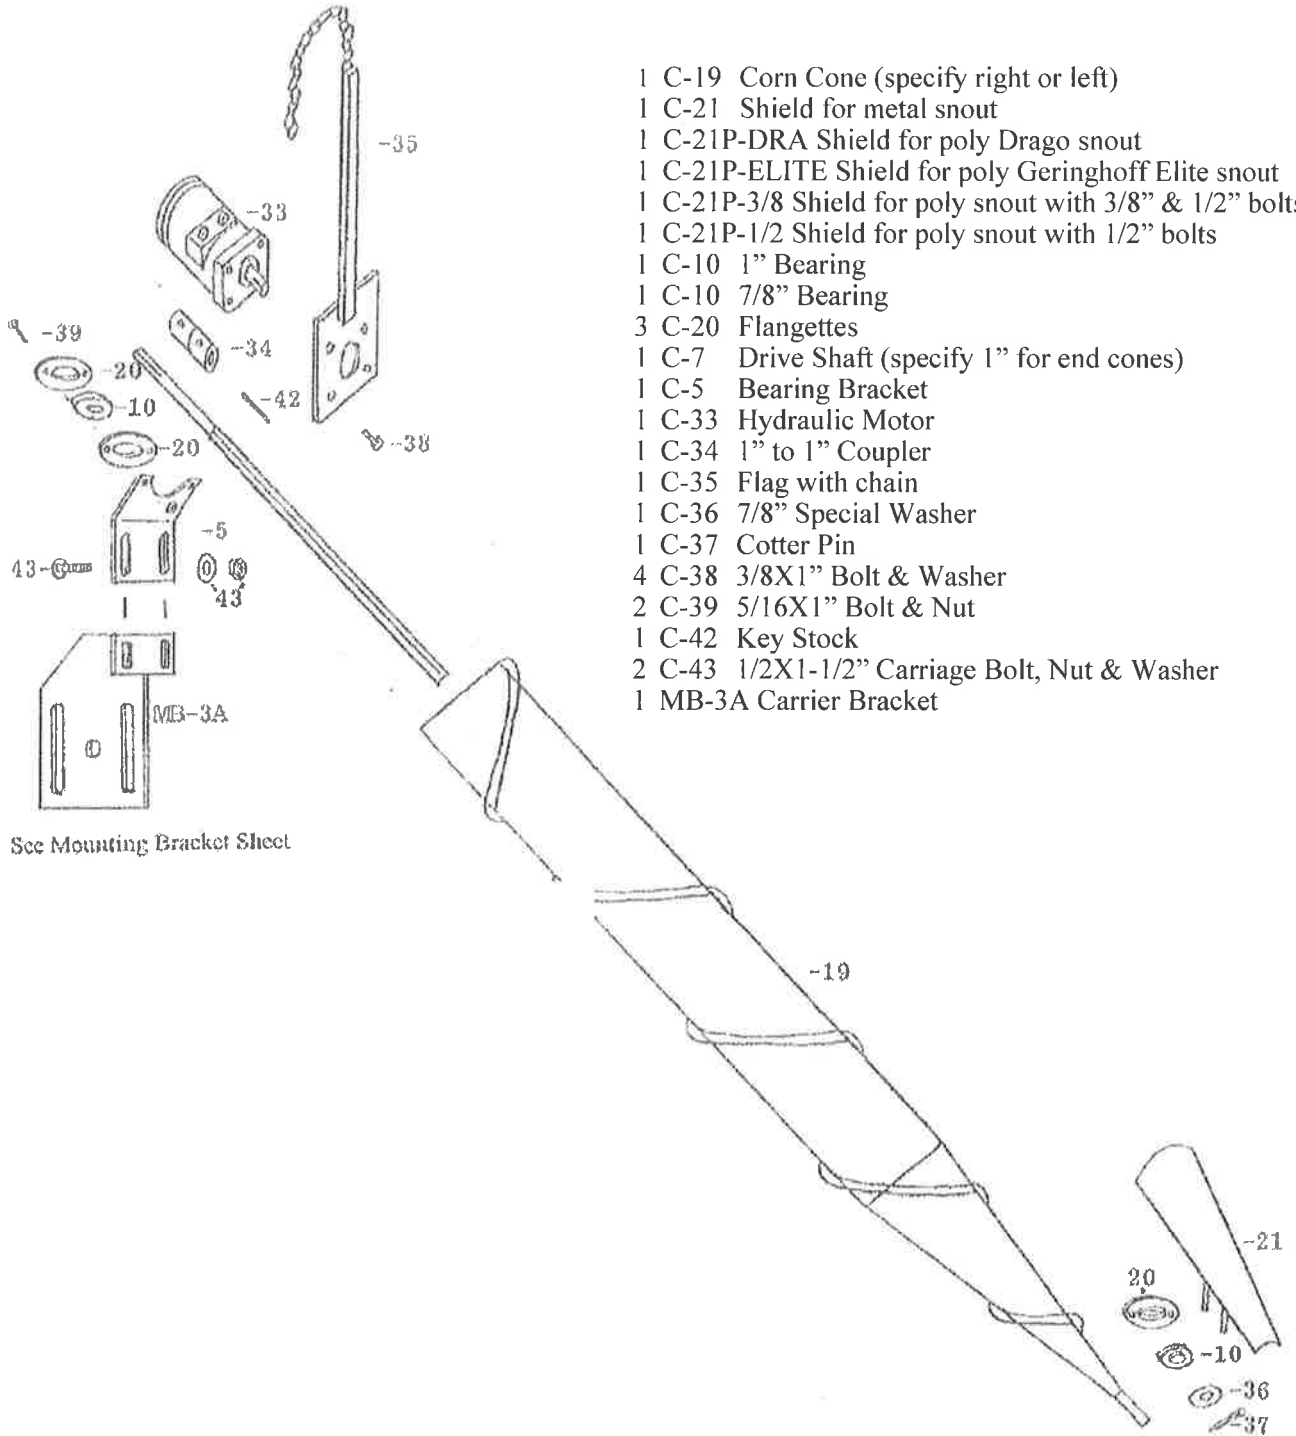 1 C-19 Corn Cone (specify right or left)
1 C-21 Shield for metal snout
1 C-21P-DRA Shield for poly Drago snout
1 C-21P-ELITE Shield for poly Geringhoff Elite snout
1 C-21P-3/8 Shield for poly snout with 3/8” & 1/2” bolts
1 C-21P-1/2 Shield for poly snout with 1/2” bolts
1 C-10 1” Bearing
1 C-10 7/8” Bearing
3 C-20 Flangettes
1 C-7 Drive Shaft (specify 1” for end cones)
1 C-5 Bearing Bracket
1 C-33 Hydraulic Motor
1 C-34 1” to 1” Coupler
1 C-35 Flag with chain
1 C-36 7/8” Special Washer
1 C-37 Cotter Pin
4 C-38 3/8X1” Bolt & Washer
2 C-39 5/16X1” Bolt & Nut
1 C-42 Key Stock
2 C-43 1/2X1-1/2” Carriage Bolt, Nut & Washer
1 MB-3A Carrier Bracket
-35
-33
-39
-34
-20
-42
-10
-38
-20
-5
43-
43
MB-3A
See Mounting Bracket Sheet
-19
-21
20
-10
-36
-37